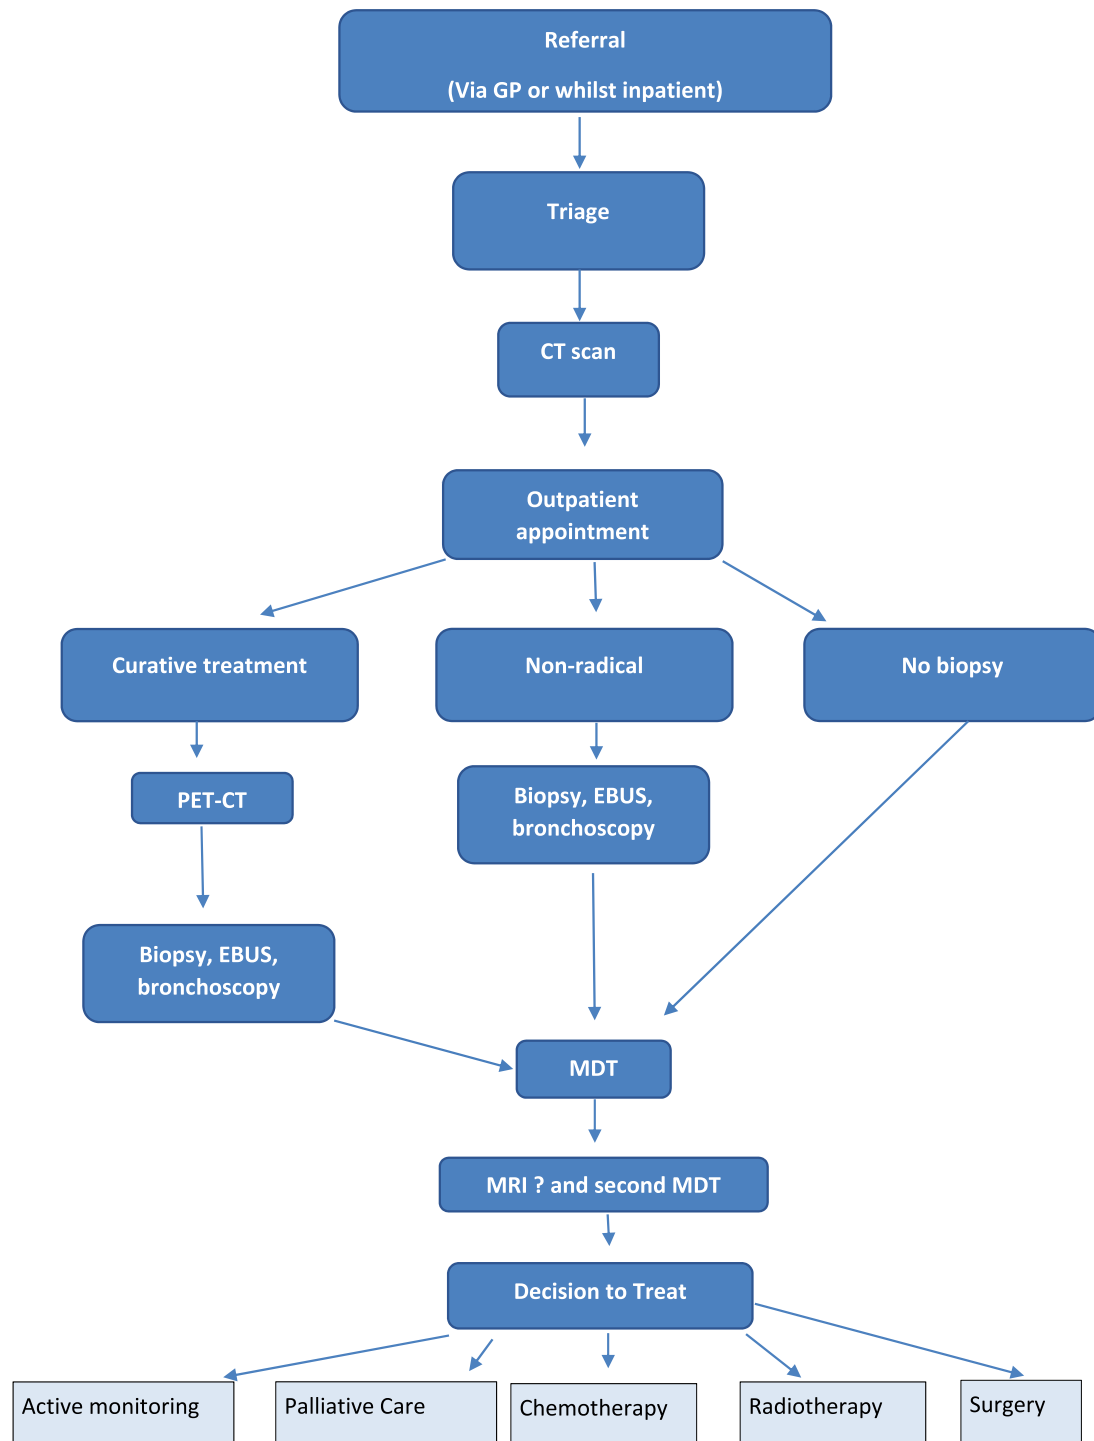 Referral
(Via GP or whilst inpatient)
Triage
CT scan
Outpatient
appointment
Curative treatment
Non-radical
No biopsy
PET-CT
Biopsy, EBUS,
bronchoscopy
Biopsy, EBUS,
bronchoscopy
MDT
MRI ? and second MDT
Decision to Treat
Active monitoring
Palliative Care
Chemotherapy
Radiotherapy
Surgery